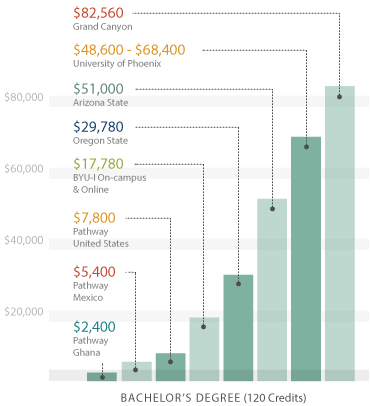 $82,560
Grand Canyon
$48,600 - $68,400
University of Phoenix
$51,000
Arizona State
$29,780
Oregon State
$17,780
BYU-I On-campus
& Online
$7,800
Pathway
United States
$5,400
Pathway
Mexico
$2,400
Pathway
Ghana
$80,000
$60,000
$40,000
$20,000
BACHELOR'S DEGREE (120 Credits)